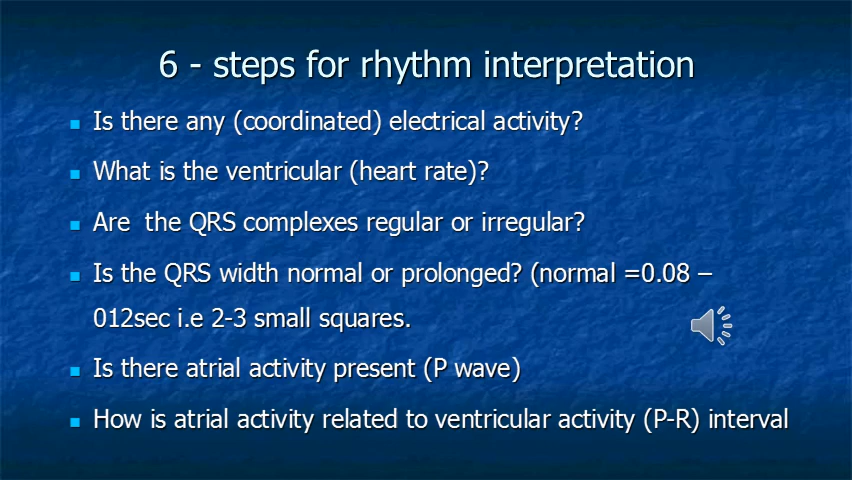 6 - steps for rhythm interpretation
Is there any (coordinated) electrical activity?
What is the ventricular (heart rate)?
Are  the QRS complexes regular or irregular?
Is the QRS width normal or prolonged? (normal =0.08 –
012sec i.e 2-3 small squares.
Is there atrial activity present (P wave)
How is atrial activity related to ventricular activity (P-R) interval